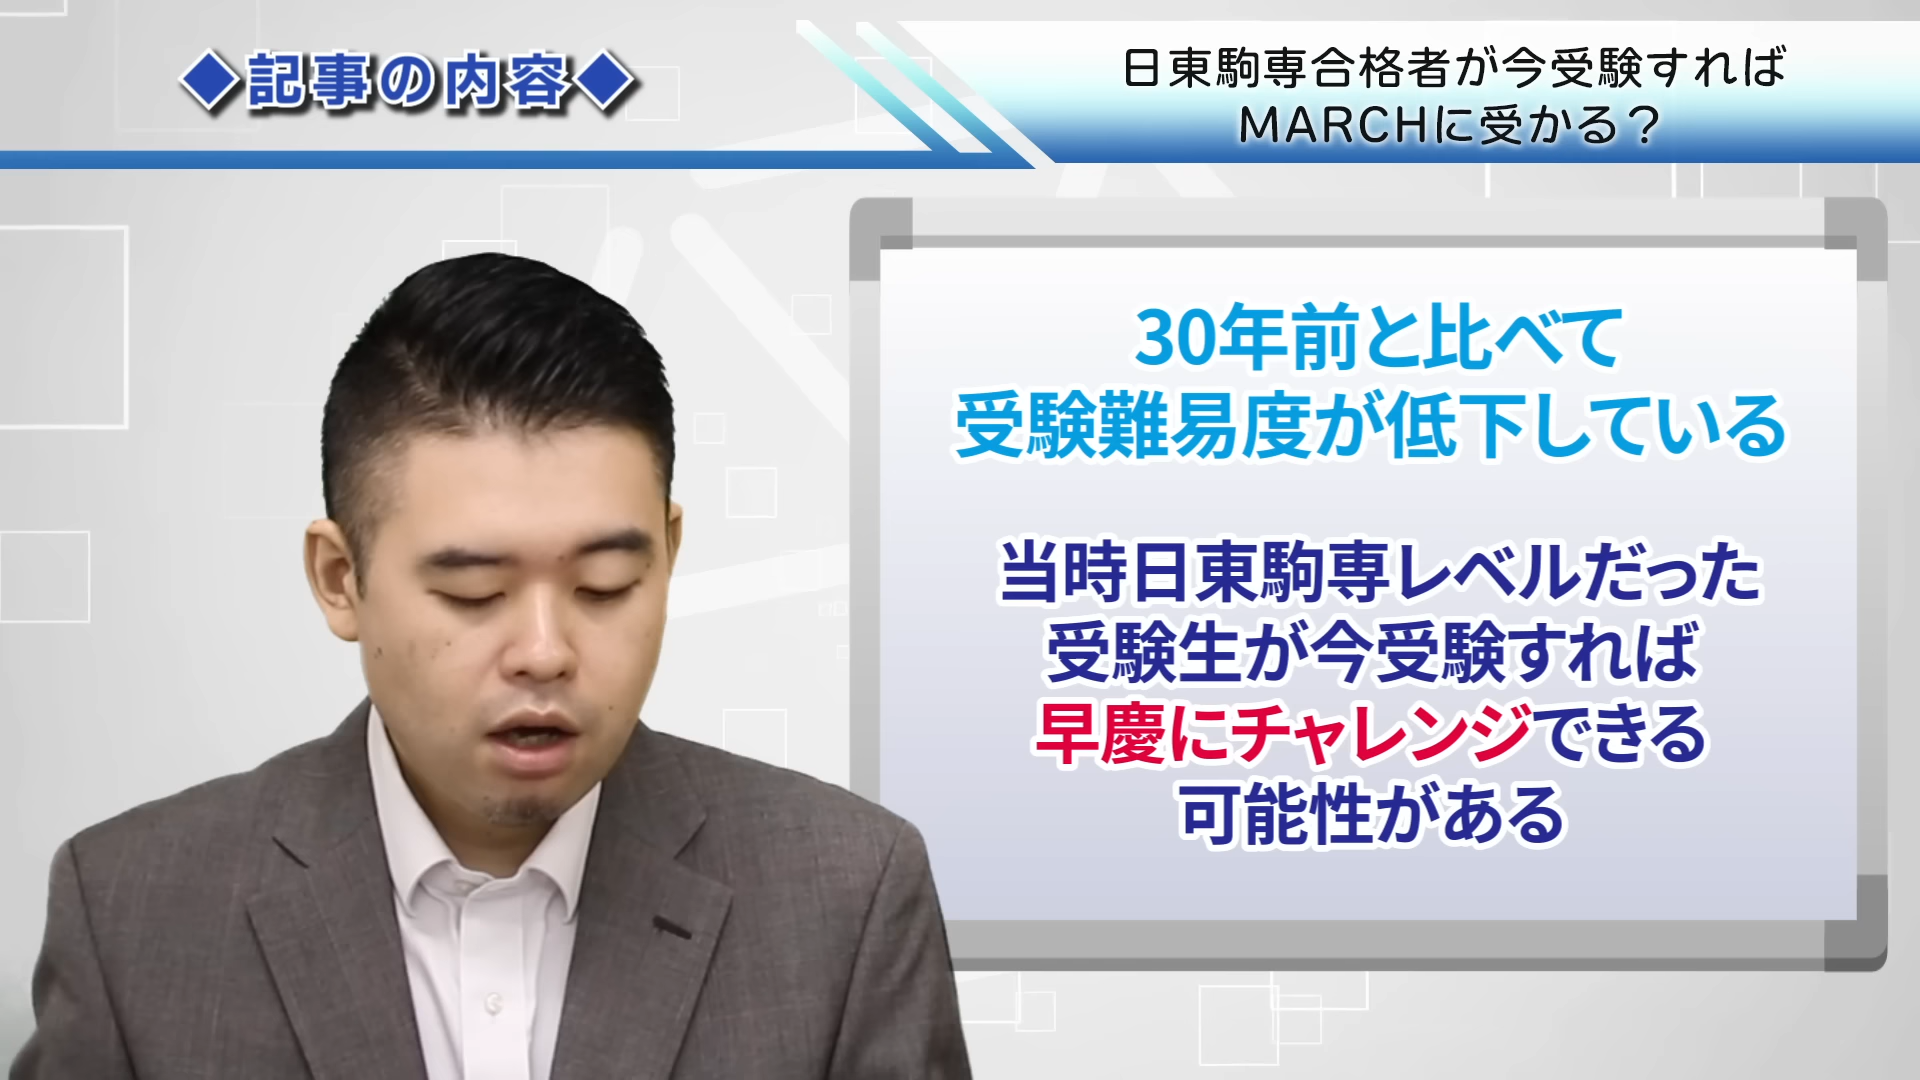 ◆記事の内容◆
日東駒専合格者が今受験すれば
MARCHに受かる？
30年前と比べて
受験難易度が低下している
当時日東駒専レベルだった
受験生が今受験すれば
早慶にチャレンジできる
可能性がある